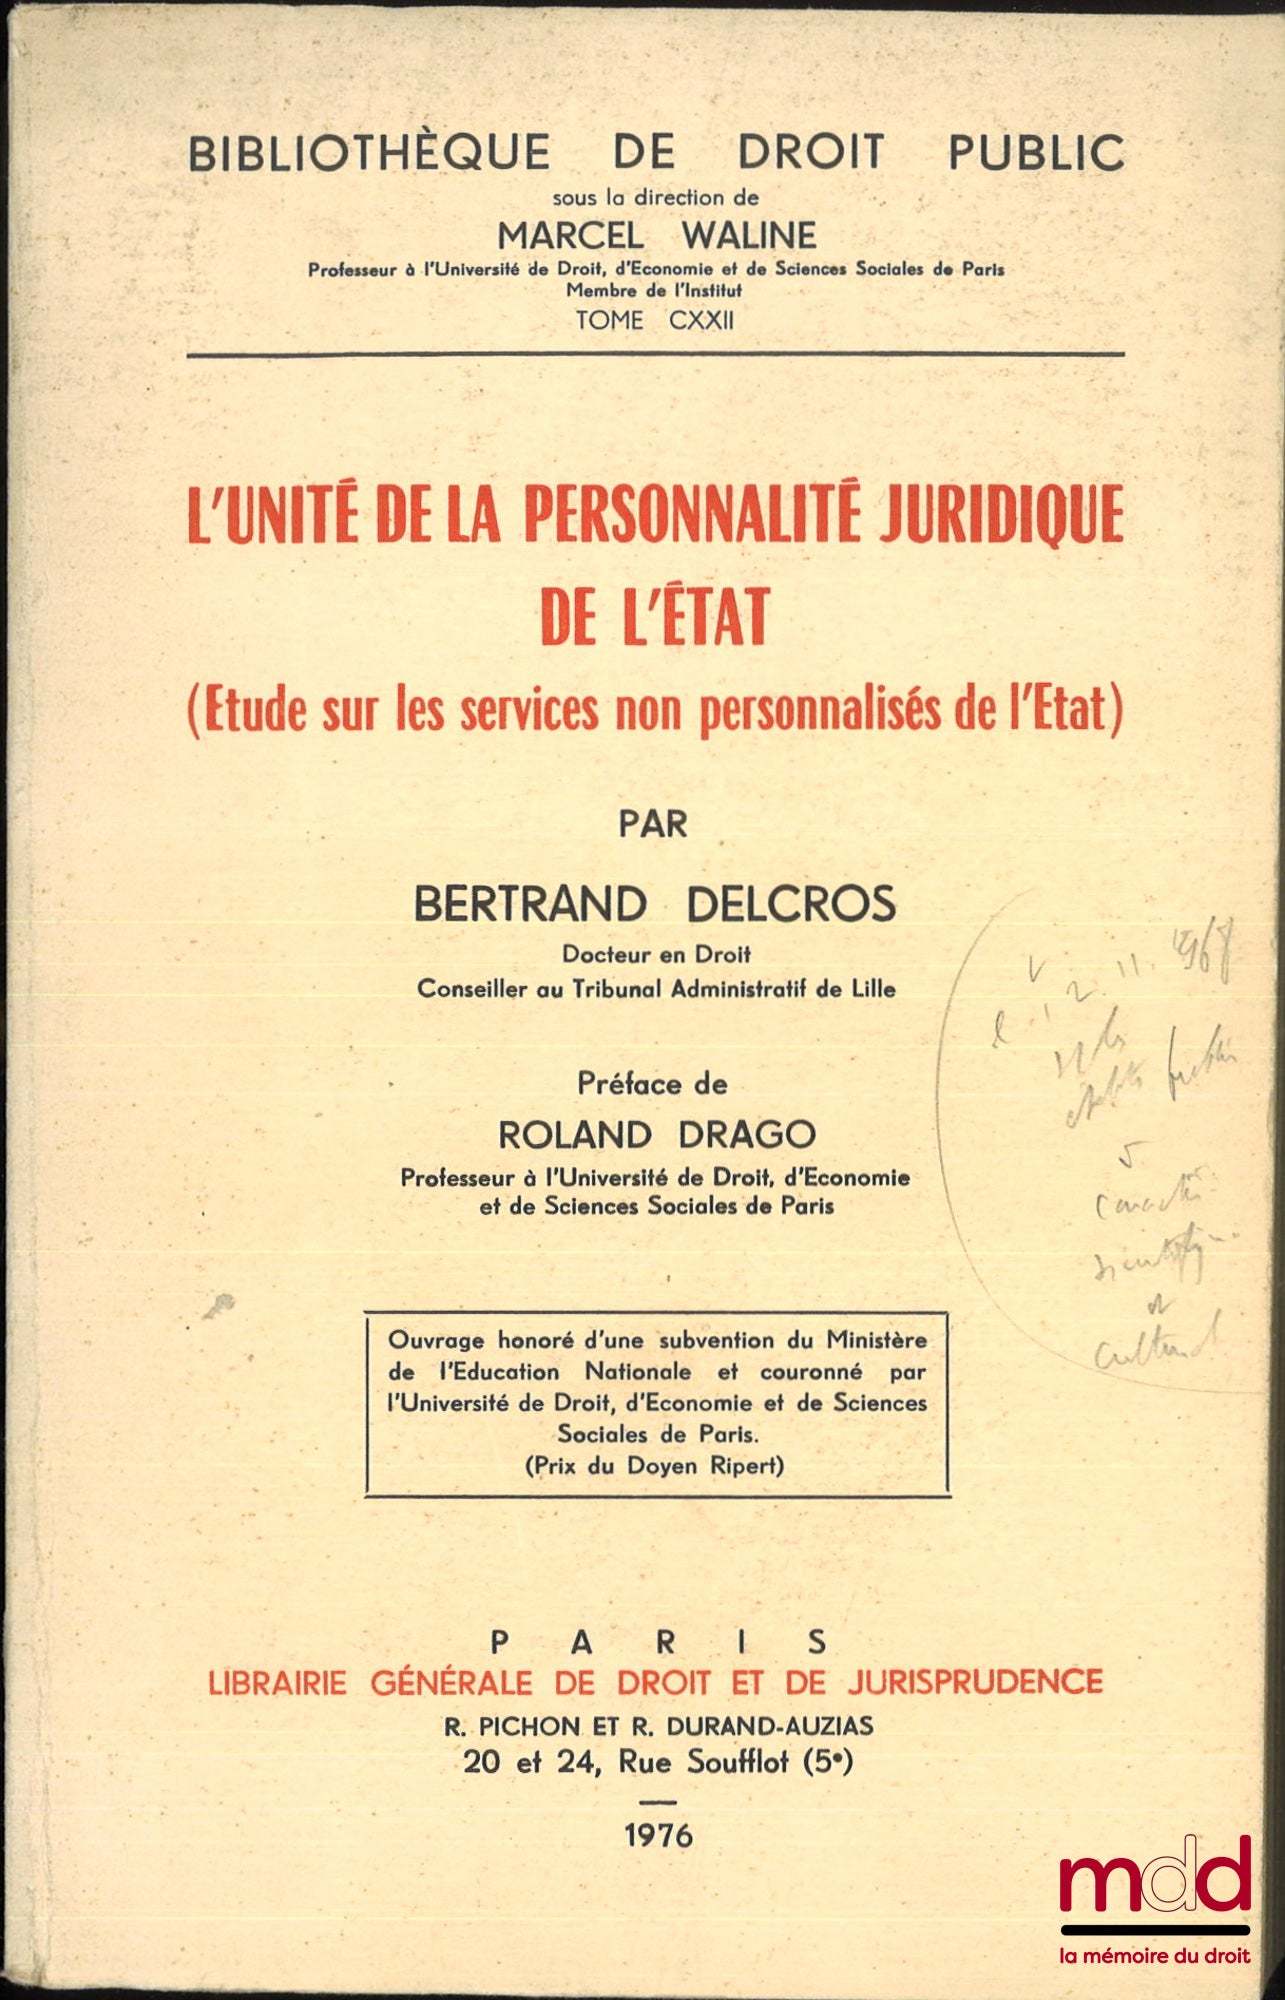 BIBLIOTHÈQUE DE DROIT PUBLIC
sous la direction de
MARCEL WALINE
Professeur à l'Université de Droit, d'Economie et de Sciences Sociales de Paris
Membre de l'Institut
TOME CXXII
L'UNITÉ DE LA PERSONNALITÉ JURIDIQUE
DE L'ÉTAT
(Etude sur les services non personnalisés de l'Etat)
PAR
BERTRAND DELCROS
Docteur en Droit
Conseiller au Tribunal Administratif de Lille
Préface de
ROLAND DRAGO
Professeur à l'Université de Droit, d'Economie
et de Sciences Sociales de Paris
et
culturel
Ouvrage honoré d'une subvention du Ministère
de l'Education Nationale et couronné par
l'Université de Droit, d'Economie et de Sciences
Sociales de Paris.
(Prix du Doyen Ripert)
PARIS
LIBRAIRIE GÉNÉRALE DE DROIT ET DE JURISPRUDENCE
R. PICHON ET R. DURAND-AUZIAS
20 et 24, Rue Soufflot (5e)
1976
mdd
la mémoire du droit